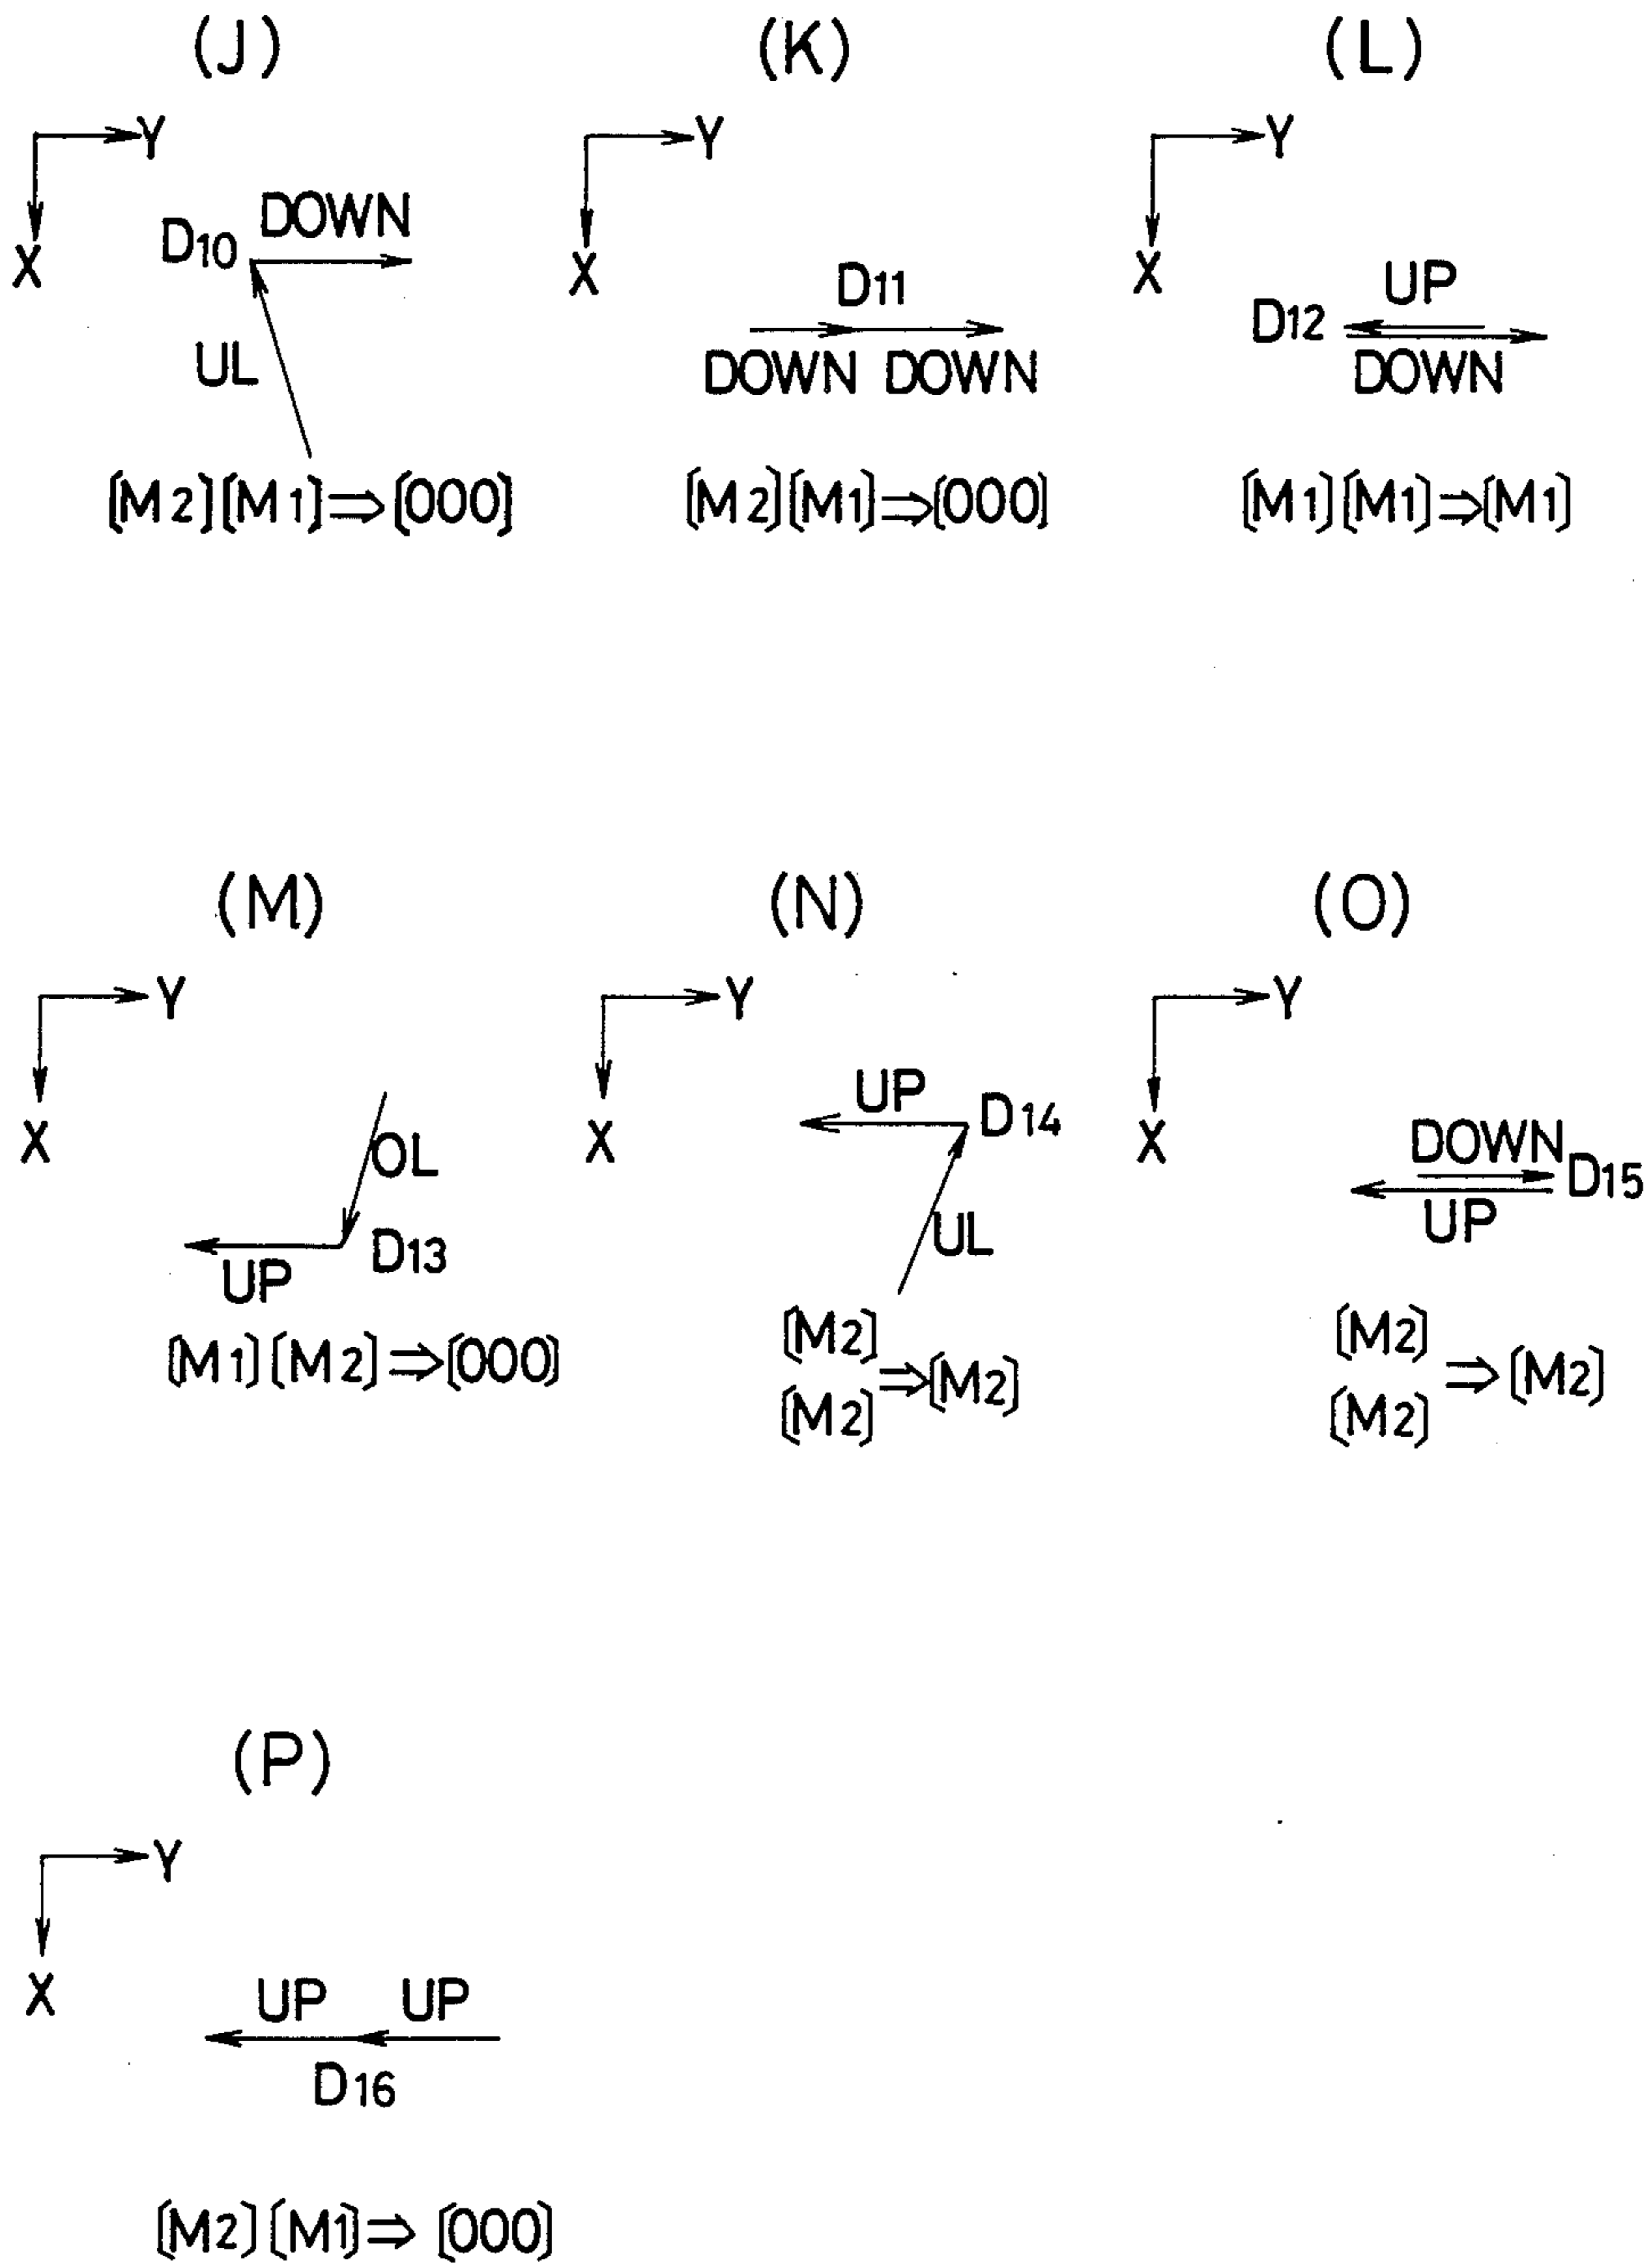 (J)
Y
X
D10 DOWN
UL
[M2][M1]⇒[000]
(K)
Y
X
D11
DOWN DOWN
[M2][M1]⇒[000]
(L)
Y
X
UP
D12
DOWN
[M1][M1]⇒[M1]
(M)
Y
X
OL
D13
UP
[M1][M2]⇒[000]
(N)
Y
X
UP
D14
UL
[M2]
⇒[M2]
[M2]
(O)
Y
X
DOWN
D15
UP
[M2]
⇒[M2]
[M2]
(P)
Y
X
UP UP
D16
[M2][M1]⇒[000]